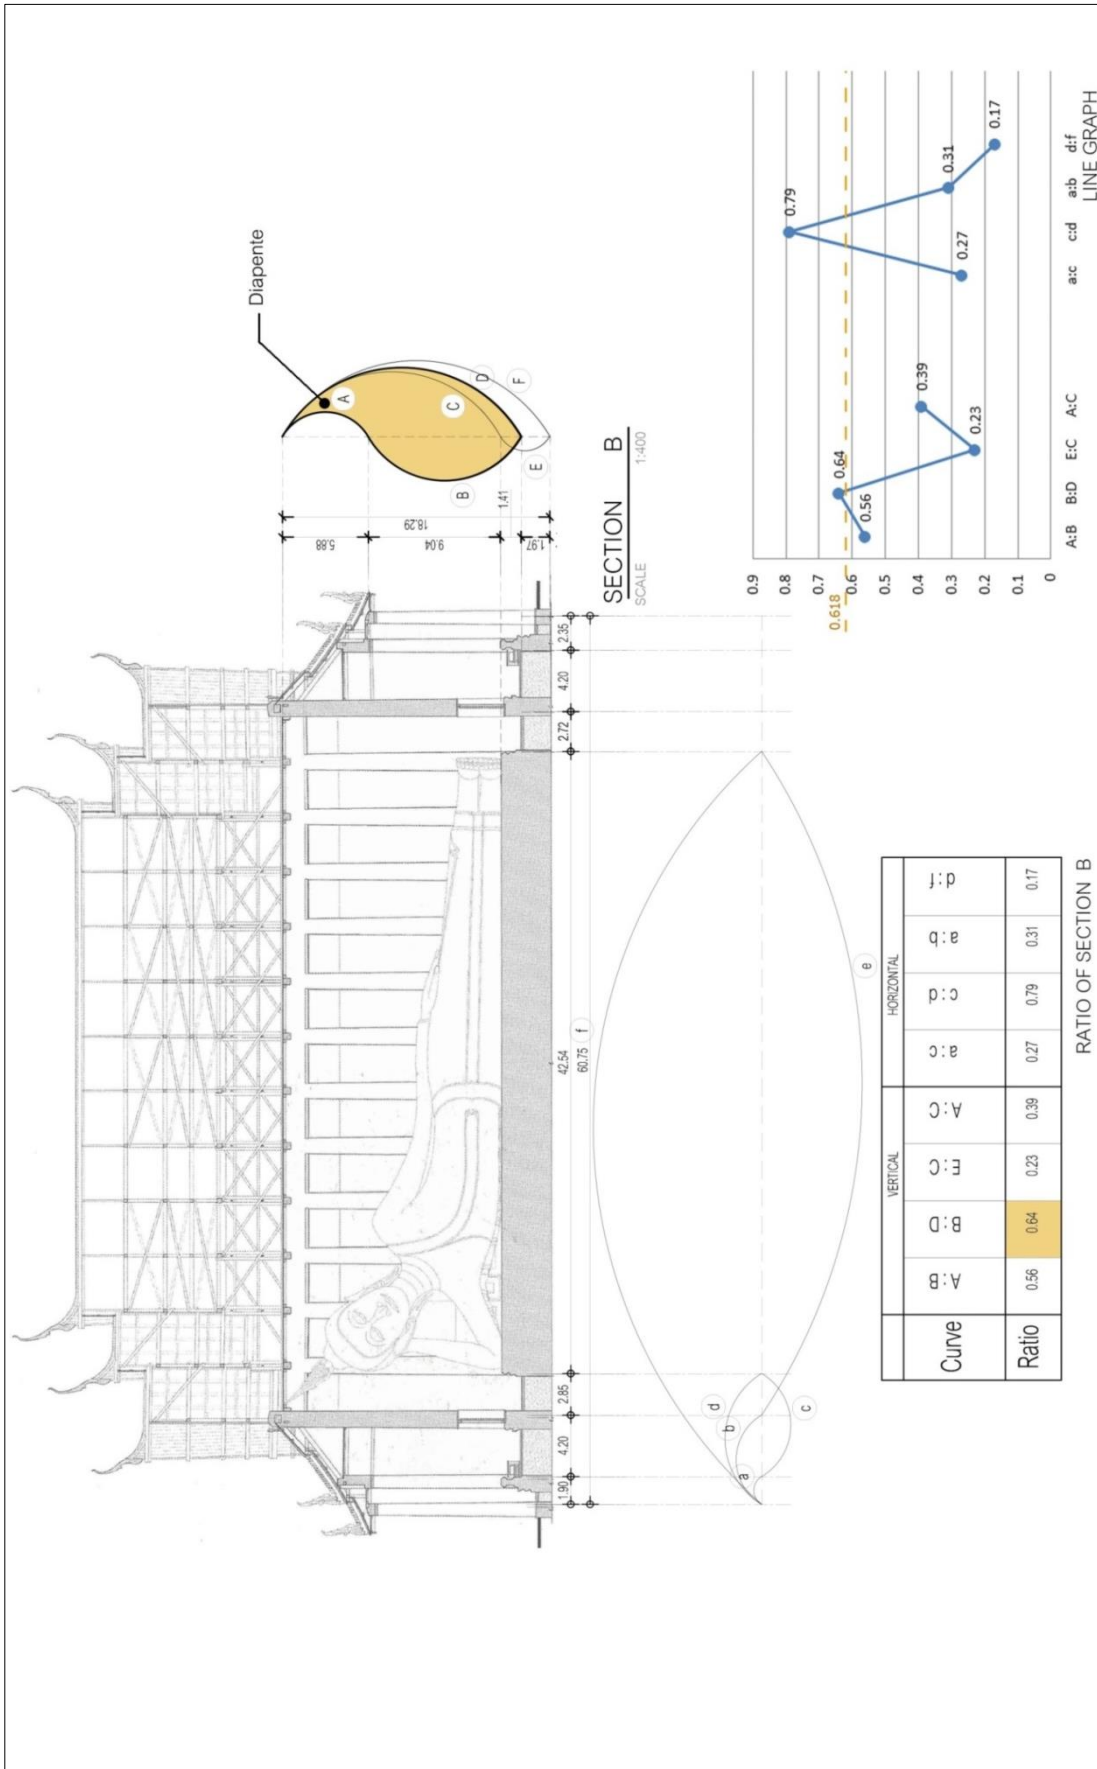 Diapente
A
C
D
F
B
E
5.88
9.04
1.41
1.97
18.29
SECTION B
SCALE 1:400
1.90
4.20
2.85
42.54
2.72
4.20
2.35
60.75
f
a
b
d
c
e
VERTICAL HORIZONTAL
Curve A:B B:D E:C A:C a:c c:d a:b d:f
Ratio 0.56 0.64 0.23 0.39 0.27 0.79 0.31 0.17
RATIO OF SECTION B
0.9
0.8
0.7
0.618
0.6
0.5
0.4
0.3
0.2
0.1
0
0.56 0.64 0.23 0.39 0.27 0.79 0.31 0.17
A:B B:D E:C A:C a:c c:d a:b d:f
LINE GRAPH